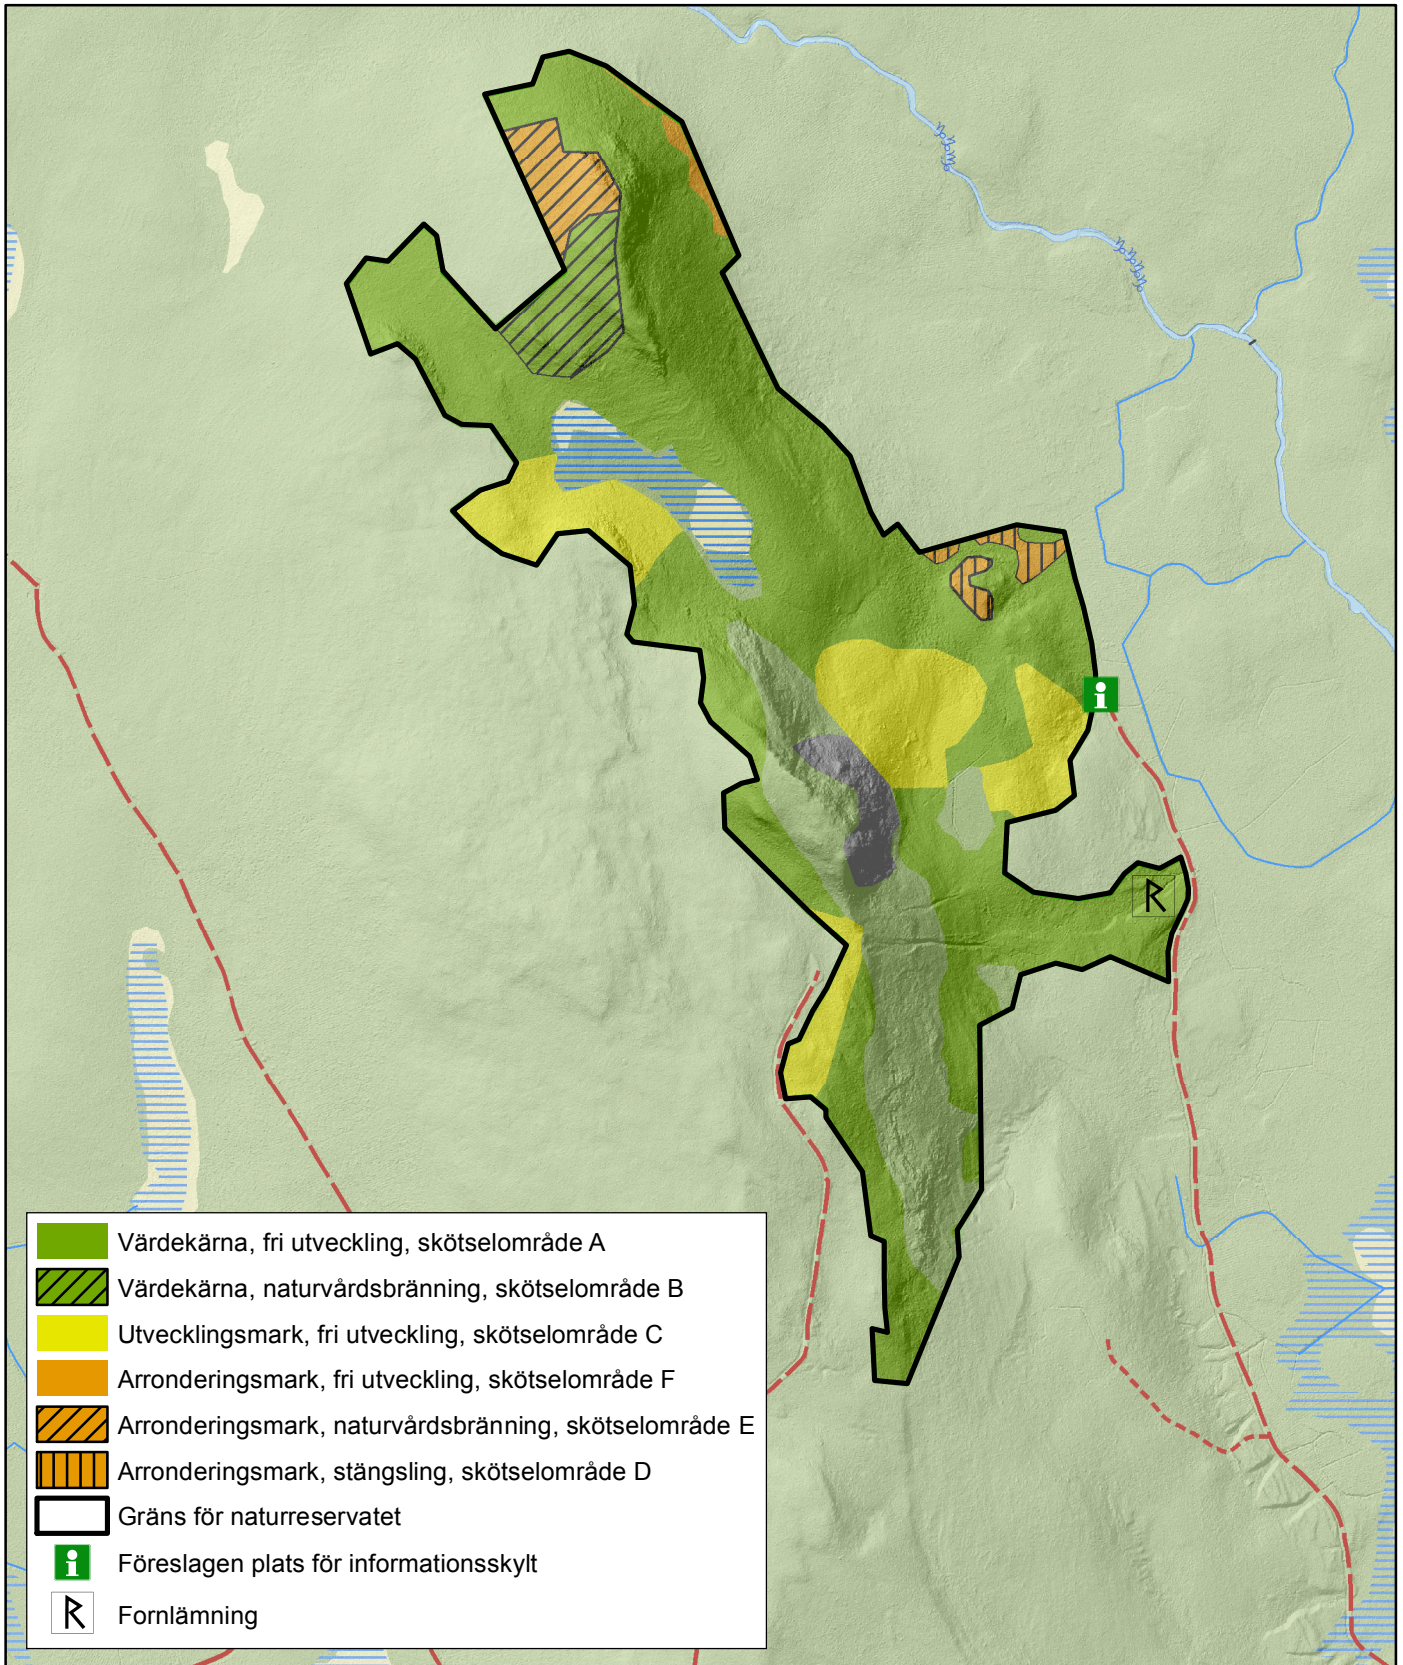 Värdekärna, fri utveckling, skötselområde A
Värdekärna, naturvårdsbränning, skötselområde B
Utvecklingsmark, fri utveckling, skötselområde C
Arronderingsmark, fri utveckling, skötselområde F
Arronderingsmark, naturvårdsbränning, skötselområde E
Arronderingsmark, stängsling, skötselområde D
Gräns för naturreservatet
Föreslagen plats för informationsskylt
Fornlämning